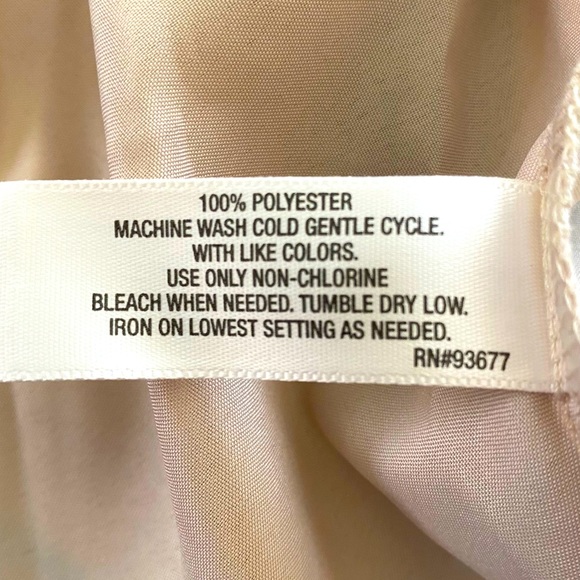 100% POLYESTER
MACHINE WASH COLD GENTLE CYCLE.
WITH LIKE COLORS.
USE ONLY NON-CHLORINE
BLEACH WHEN NEEDED. TUMBLE DRY LOW.
IRON ON LOWEST SETTING AS NEEDED.
RN#93677